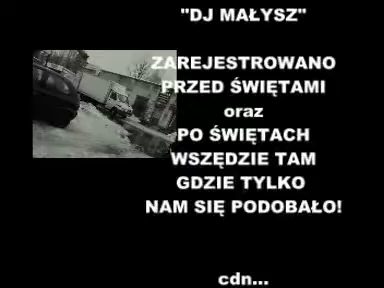 "DJ MAŁYSZ"
ZAREJESTROWANO
PRZED ŚWIĘTAMI
oraz
PO ŚWIĘTACH
WSZĘDZIE TAM
GDZIE TYLKO
NAM SIĘ PODOBAŁO!
cdn...